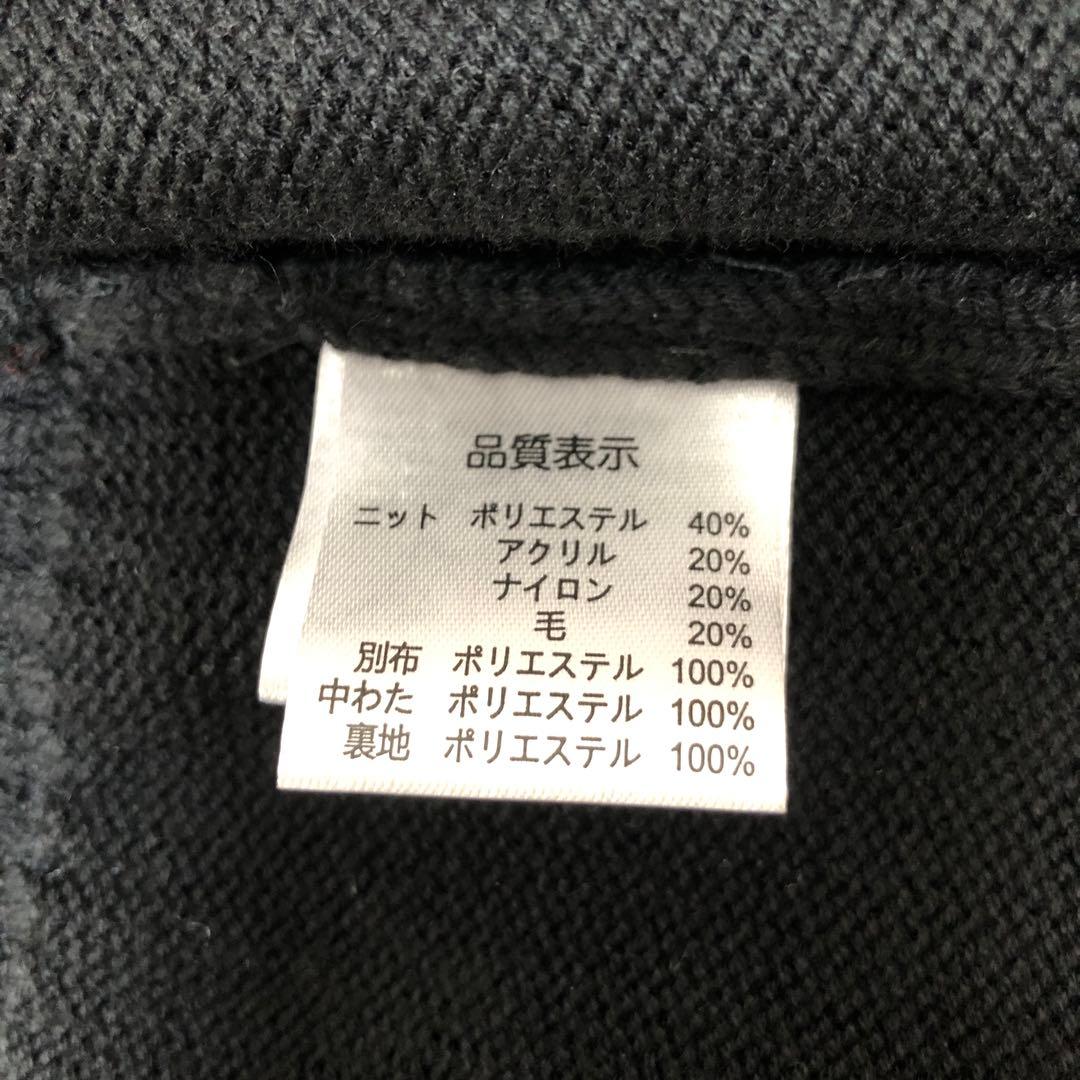 品質表示
ニット ポリエステル 40%
アクリル 20%
ナイロン 20%
毛 20%
別布 ポリエステル 100%
中わた ポリエステル 100%
裏地 ポリエステル 100%